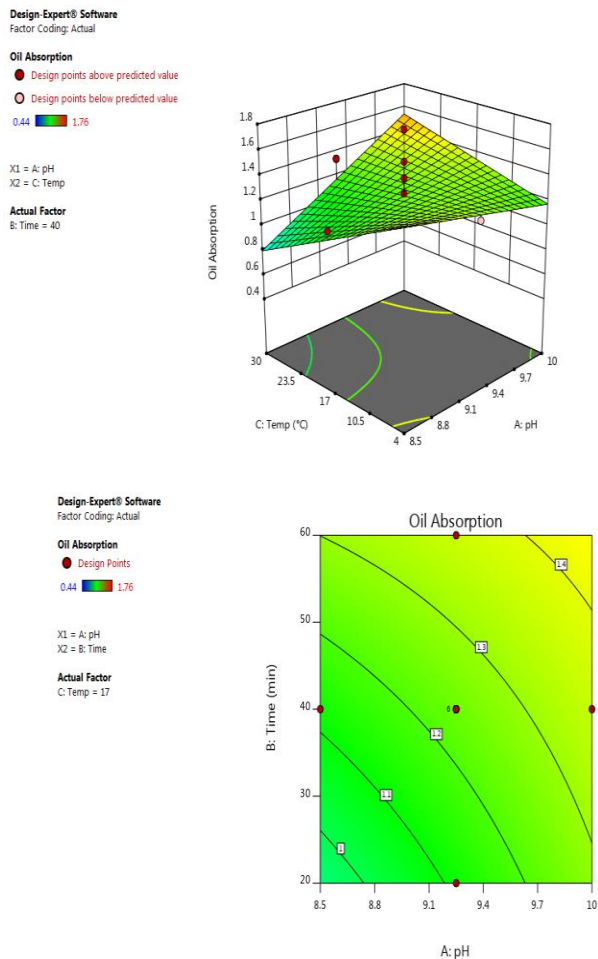 Design-Expert® Software
Factor Coding: Actual
Oil Absorption
Design points above predicted value
Design points below predicted value
0.44 1.76
X1 = A: pH
X2 = C: Temp
Actual Factor
B: Time = 40
Oil Absorption
1.8
1.6
1.4
1.2
1
0.8
0.6
0.4
30
23.5
17
10.5
4
C: Temp (°C)
8.5
8.8
9.1
9.4
9.7
10
A: pH
Design-Expert® Software
Factor Coding: Actual
Oil Absorption
Design Points
0.44 1.76
X1 = A: pH
X2 = B: Time
Actual Factor
C: Temp = 17
Oil Absorption
B: Time (min)
60
50
40
30
20
1.4
1.3
6
1.2
1.1
1
8.5 8.8 9.1 9.4 9.7 10
A: pH